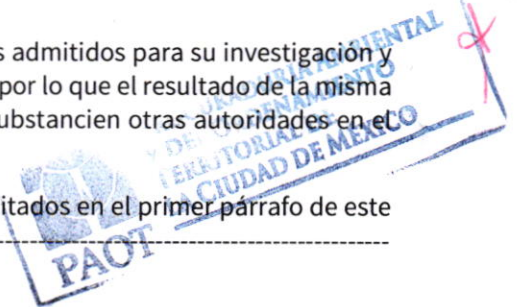 s admitidos para su investigación y
por lo que el resultado de la misma
ubstancien otras autoridades en el
itados en el primer párrafo de este
--------------------------------------------------------
PROCURADURÍA AMBIENTAL
Y DEL ORDENAMIENTO
TERRITORIAL DE
LA CIUDAD DE MÉXICO
PAOT